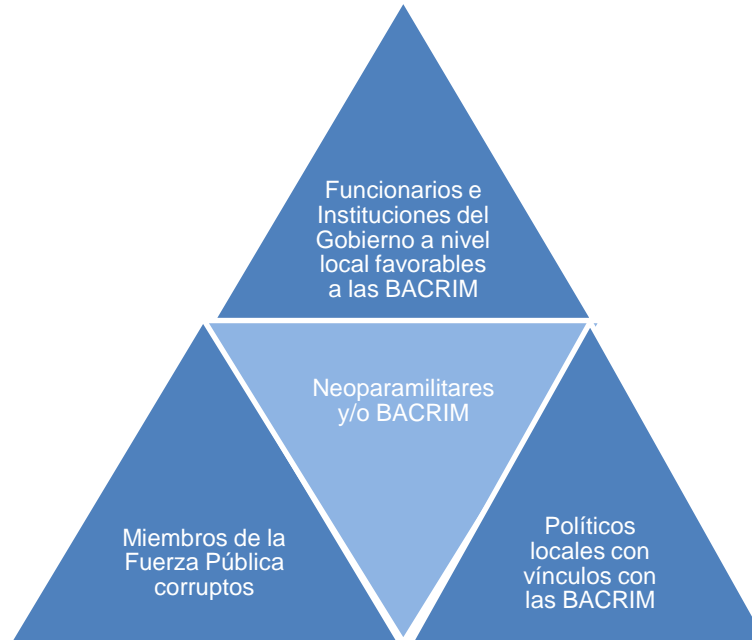 Funcionarios e
Instituciones del
Gobierno a nivel
local favorables
a las BACRIM
Neoparamilitares
y/o BACRIM
Miembros de la
Fuerza Pública
corruptos
Políticos
locales con
vínculos con
las BACRIM